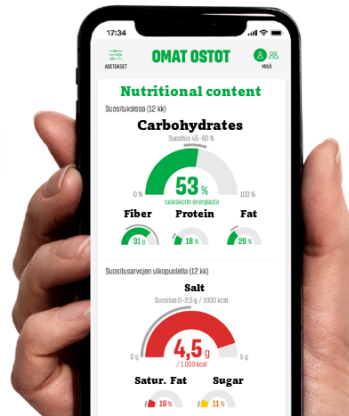 17:34
OMAT OSTOT
ASETUKSET
MINÄ
Nutritional content
Suosituksissa (12 kk)
Carbohydrates
Suositus 45-60 %
0 %
53 %
100 %
ruokakorin energiasta
Fiber Protein Fat
31 g 18 % 29 %
Suositusarvojen ulkopuolella (12 kk)
Salt
Suositus 0-2,5 g / 1000 kcal
0 g
4,5 g
5 g
/ 1 000 kcal
Satur. Fat Sugar
19 % 11 %